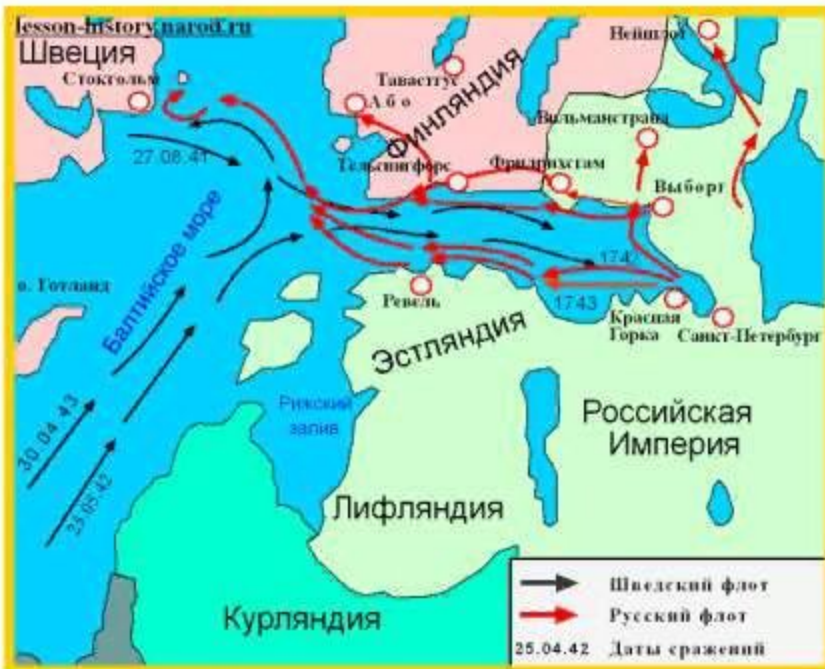 lesson-history.narod.ru
Швеция
Стокгольм
Нейшлот
Тавастгус
Або
ФИНЛЯНДИЯ
Вильманстранд
27.08.41
Гельсингфорс
Фридрихсгам
Выборг
Балтийское море
о. Готланд
Ревель
1743
Красная
Горка
Санкт-Петербург
ЭСТЛЯНДИЯ
30.04.43
25.05.42
Рижский
залив
Российская
Империя
Лифляндия
Курляндия
Шведский флот
Русский флот
25.04.42 Даты сражений